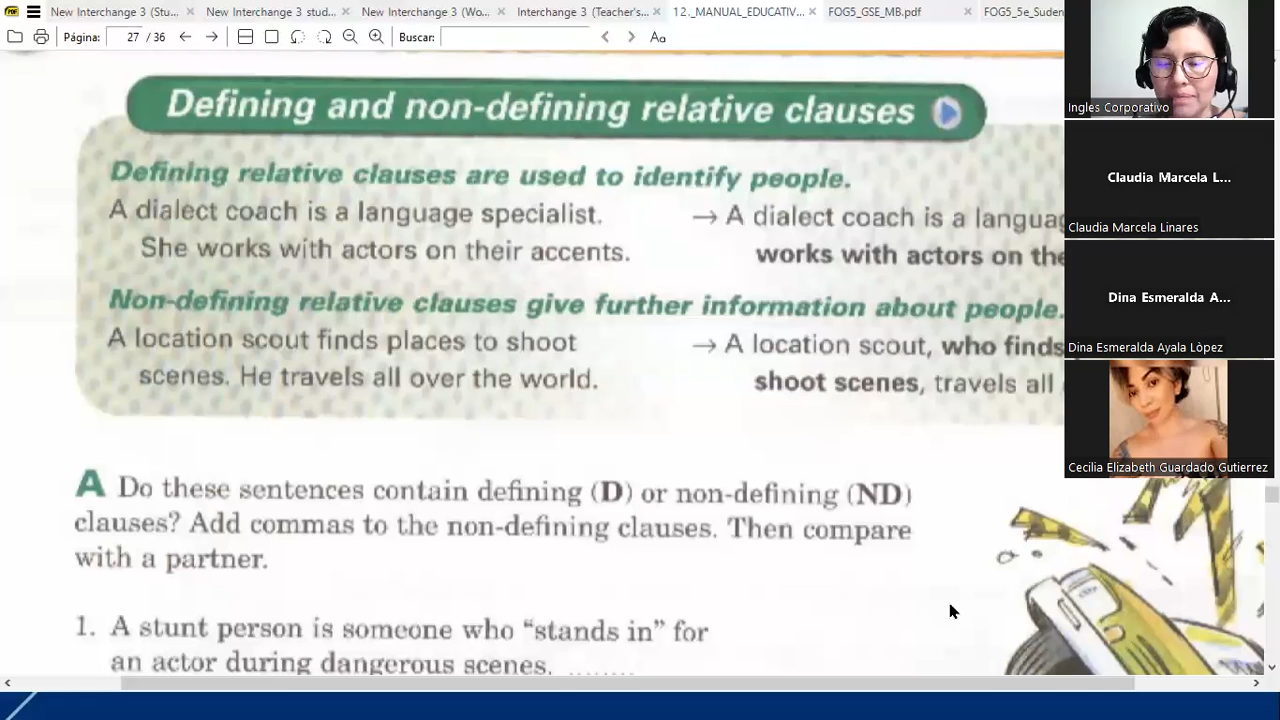 New Interchange 3 (Stu...
New Interchange 3 stud...
New Interchange 3 (Wo...
Interchange 3 (Teacher's...
12._MANUAL_EDUCATIV...
FOG5_GSE_MB.pdf
FOG5_5e_Suden
Página:
27 / 36
Buscar:
Aa
Defining and non-defining relative clauses
Defining relative clauses are used to identify people.
A dialect coach is a language specialist.
She works with actors on their accents.
→ A dialect coach is a languag
works with actors on the
Non-defining relative clauses give further information about people.
A location scout finds places to shoot
scenes. He travels all over the world.
→ A location scout, who finds
shoot scenes, travels all
A Do these sentences contain defining (D) or non-defining (ND)
clauses? Add commas to the non-defining clauses. Then compare
with a partner.
1. A stunt person is someone who “stands in” for
an actor during dangerous scenes. ........
Ingles Corporativo
Claudia Marcela L...
Claudia Marcela Linares
Dina Esmeralda A...
Dina Esmeralda Ayala Lòpez
Cecilia Elizabeth Guardado Gutierrez